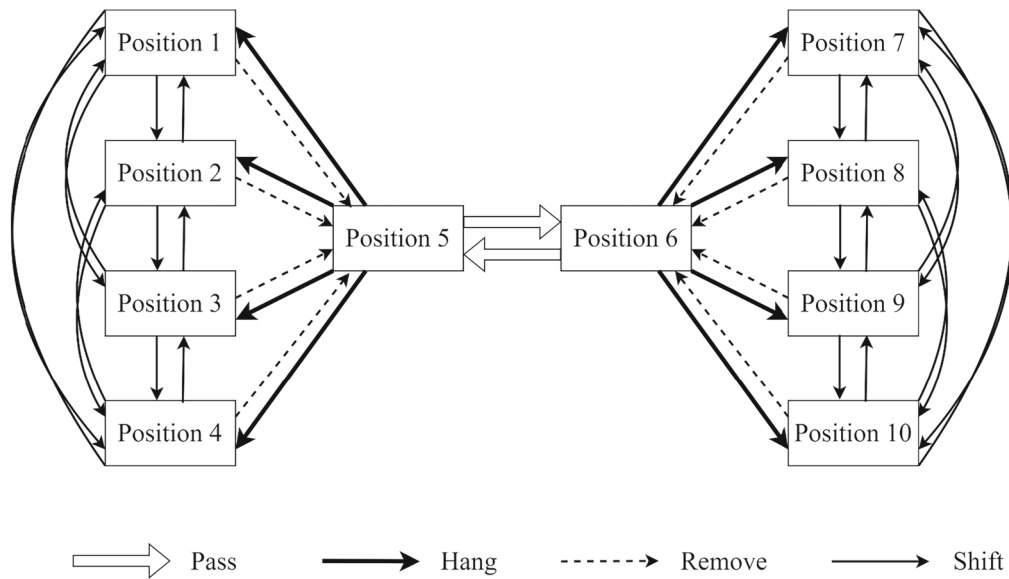 Position 1
Position 7
Position 2
Position 8
Position 5
Position 6
Position 3
Position 9
Position 4
Position 10
Pass
Hang
Remove
Shift